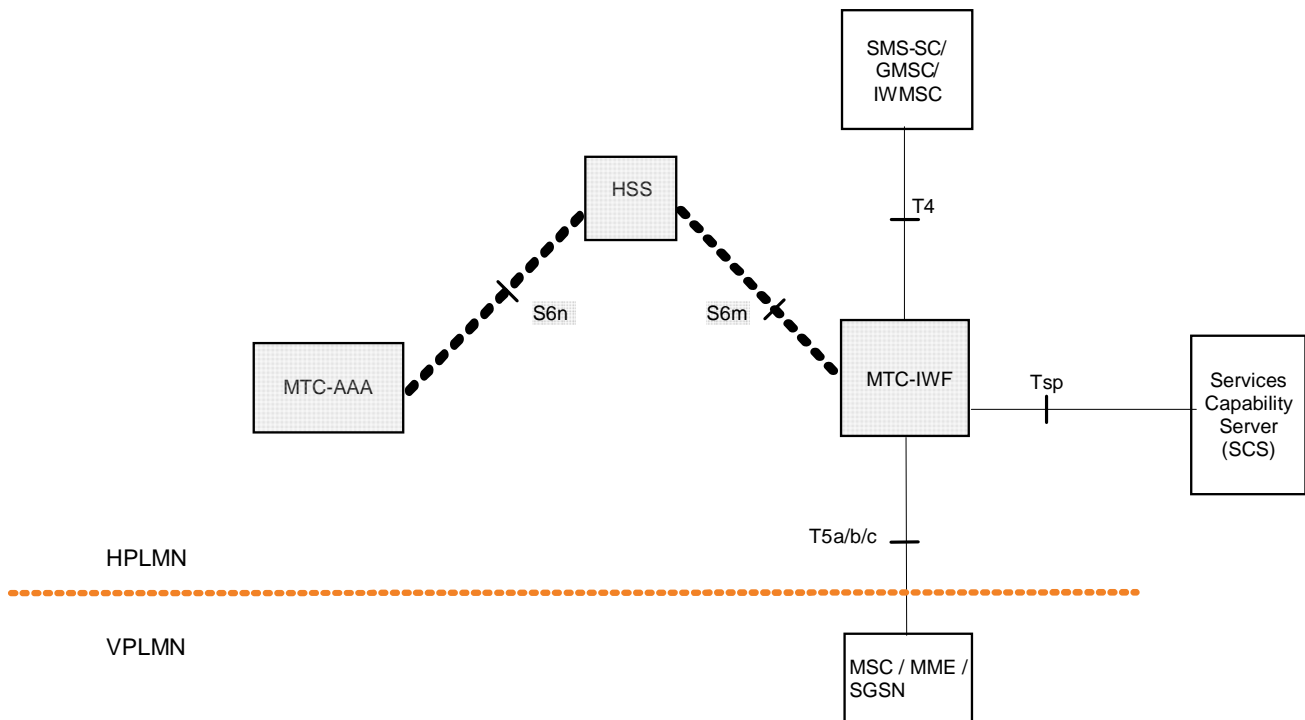 SMS-SC/
GMSC/
IWMSC
HSS
T4
S6n
S6m
MTC-AAA
MTC-IWF
Tsp
Services
Capability
Server
(SCS)
T5a/b/c
HPLMN
VPLMN
MSC / MME /
SGSN